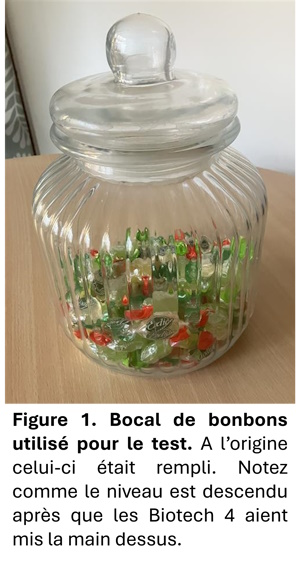 Figure 1. Bocal de bonbons
utilisé pour le test. A l’origine
celui-ci était rempli. Notez
comme le niveau est descendu
après que les Biotech 4 aient
mis la main dessus.